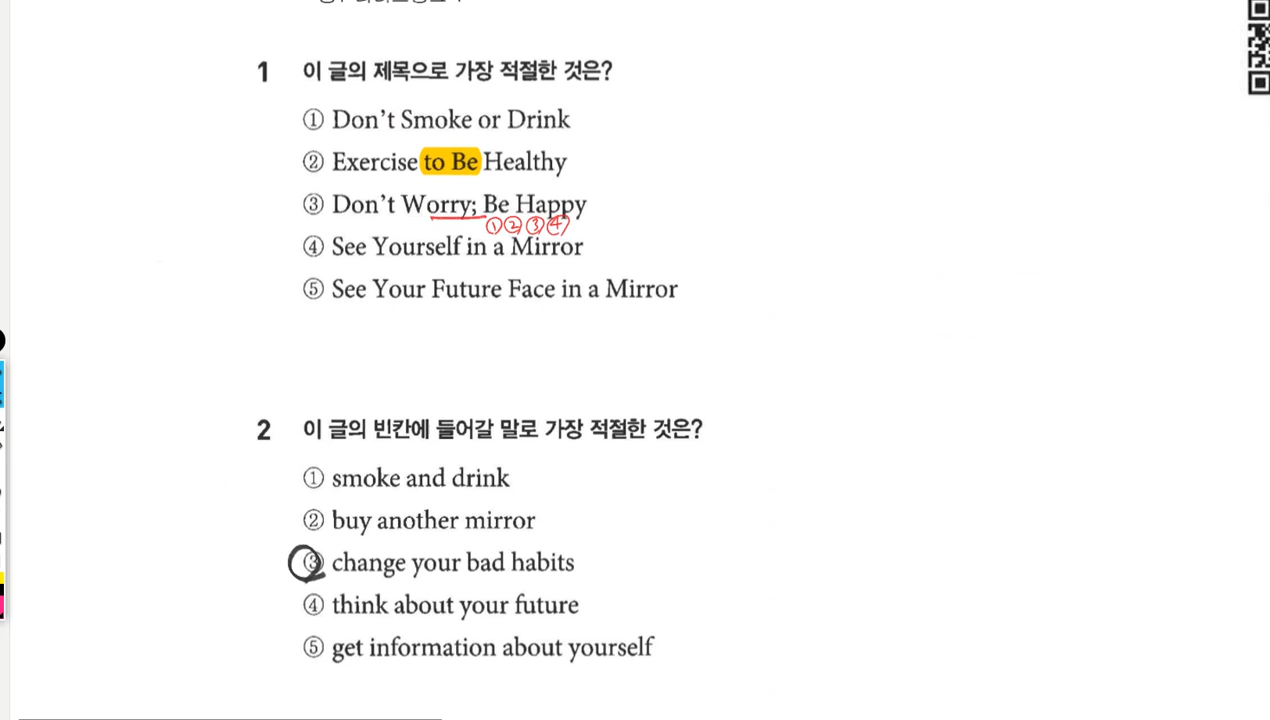 1 이 글의 제목으로 가장 적절한 것은?
① Don't Smoke or Drink
② Exercise to Be Healthy
③ Don't Worry; Be Happy
①②③④
④ See Yourself in a Mirror
⑤ See Your Future Face in a Mirror
2 이 글의 빈칸에 들어갈 말로 가장 적절한 것은?
① smoke and drink
② buy another mirror
③ change your bad habits
④ think about your future
⑤ get information about yourself